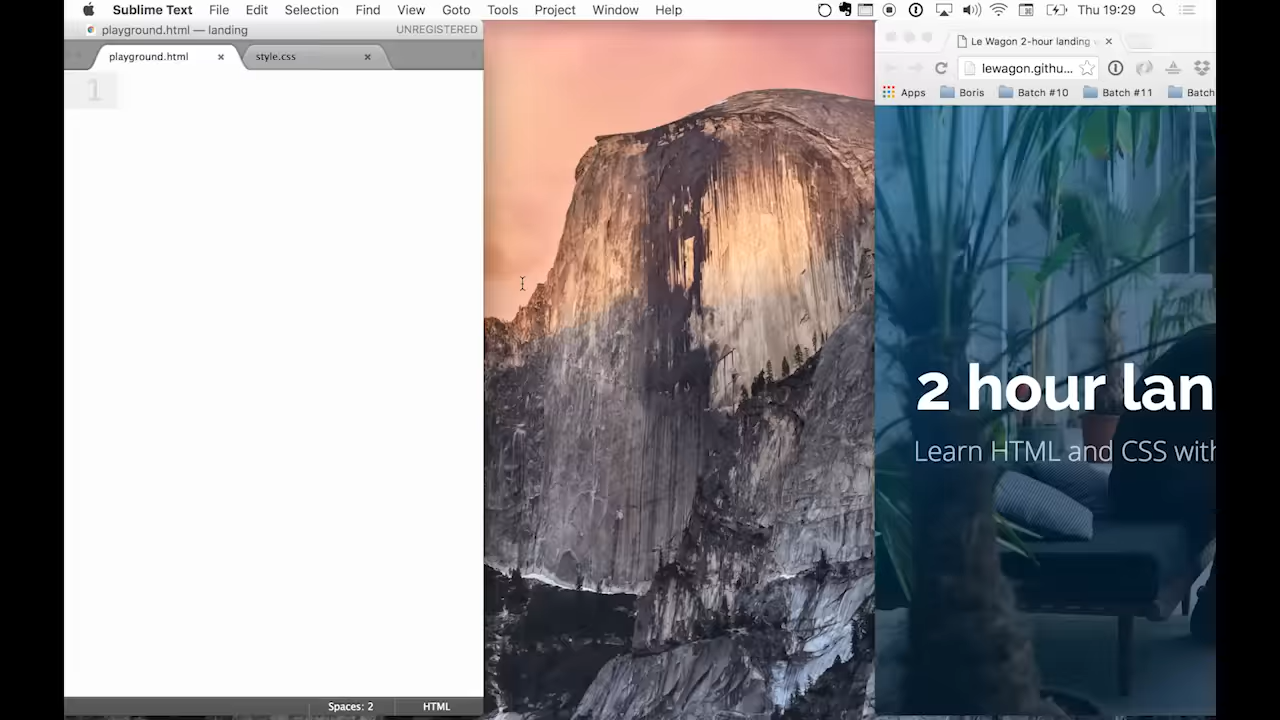 Sublime Text File Edit Selection Find View Goto Tools Project Window Help Thu 19:29
playground.html — landing UNREGISTERED
playground.html × style.css ×
1
Spaces: 2 HTML
Le Wagon 2-hour landing
lewagon.githu...
Apps Boris Batch #10 Batch #11 Batch
2 hour lan
Learn HTML and CSS with